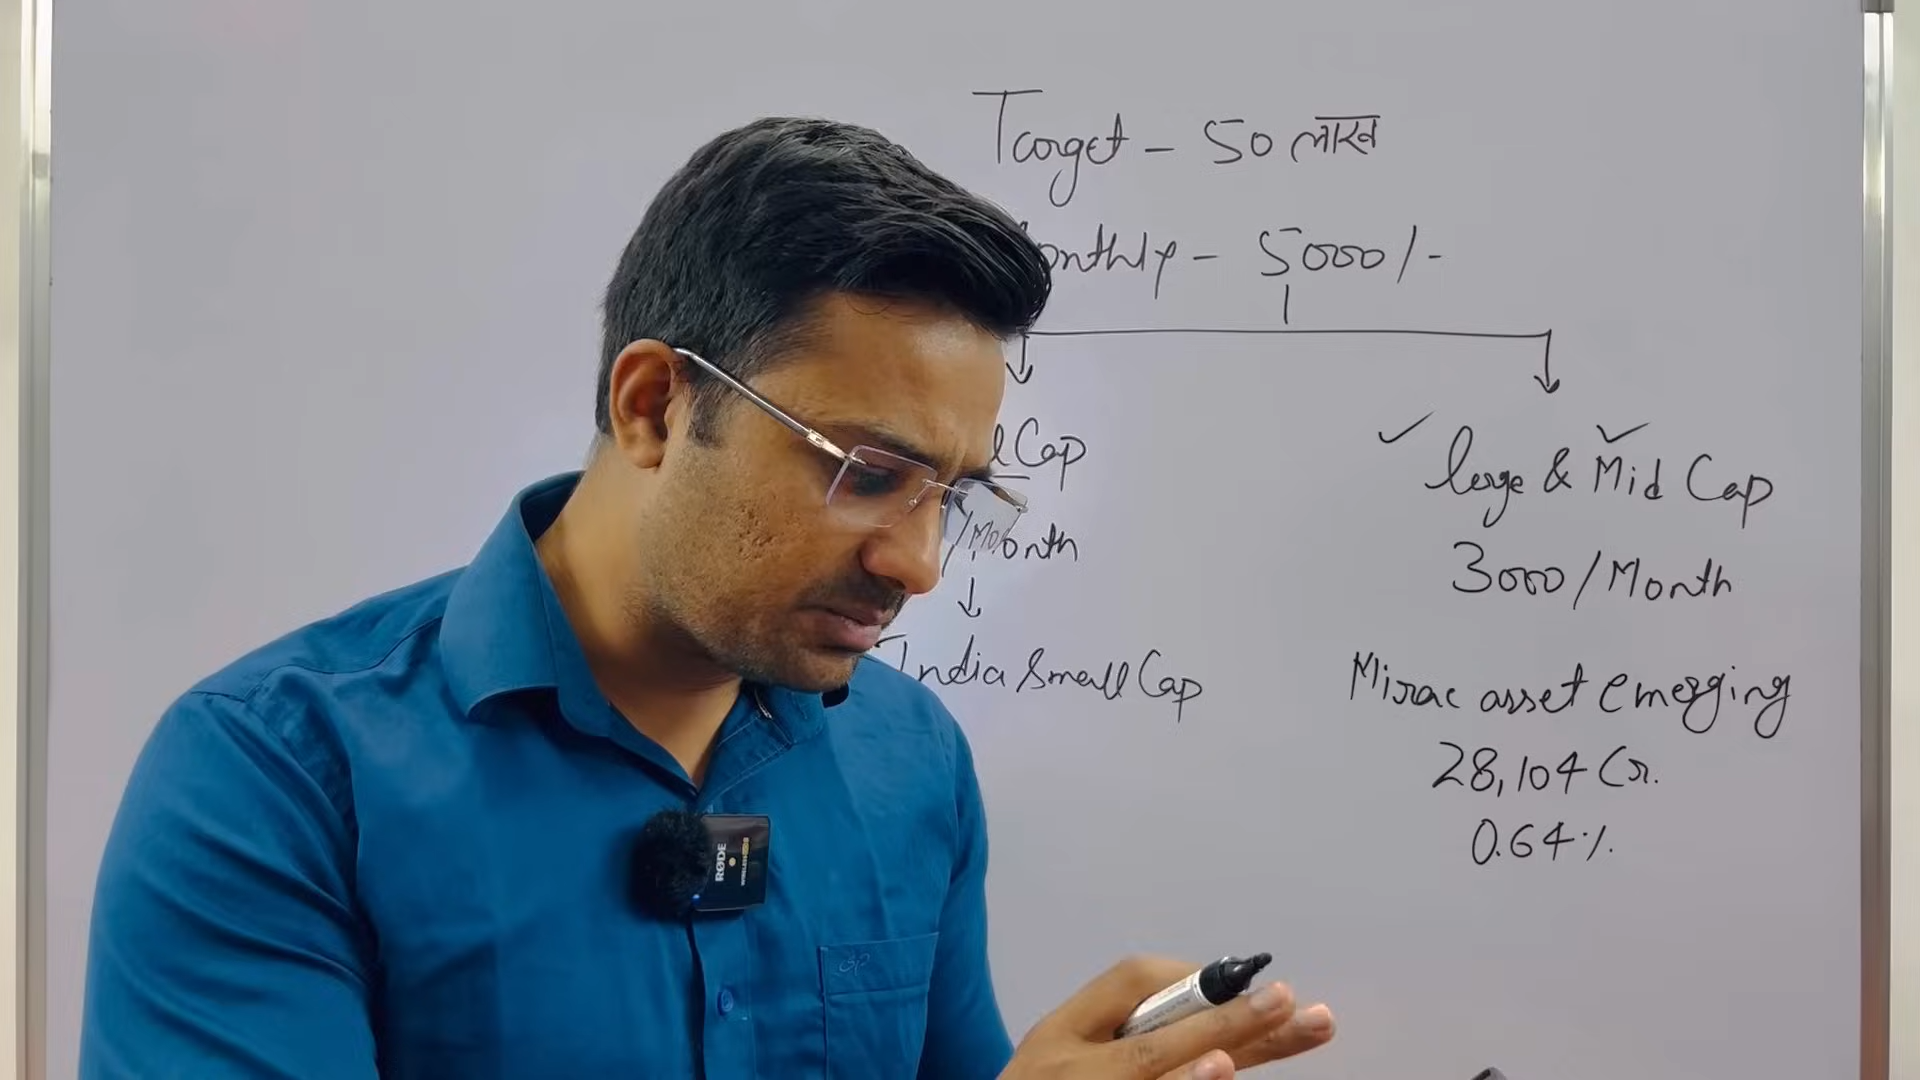 Target - 50 लाख
onthly - 5000/-
l Cap
large & Mid Cap
/Month
3000/Month
India Small Cap
Mirae asset emerging
28,104 Cr.
0.64%
RØDE